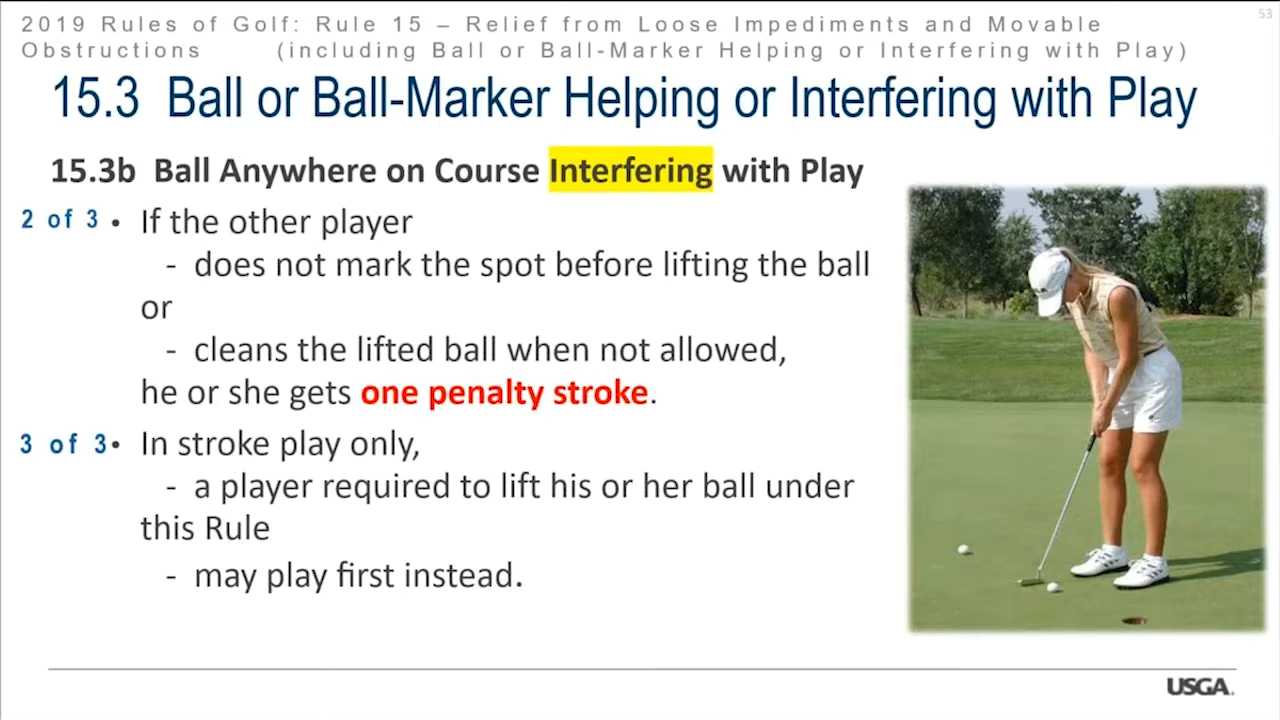 53
2019 Rules of Golf: Rule 15 – Relief from Loose Impediments and Movable
Obstructions (including Ball or Ball-Marker Helping or Interfering with Play)
15.3 Ball or Ball-Marker Helping or Interfering with Play
15.3b Ball Anywhere on Course Interfering with Play
2 of 3 • If the other player
- does not mark the spot before lifting the ball
or
- cleans the lifted ball when not allowed,
he or she gets one penalty stroke.
3 of 3 • In stroke play only,
- a player required to lift his or her ball under
this Rule
- may play first instead.
USGA.